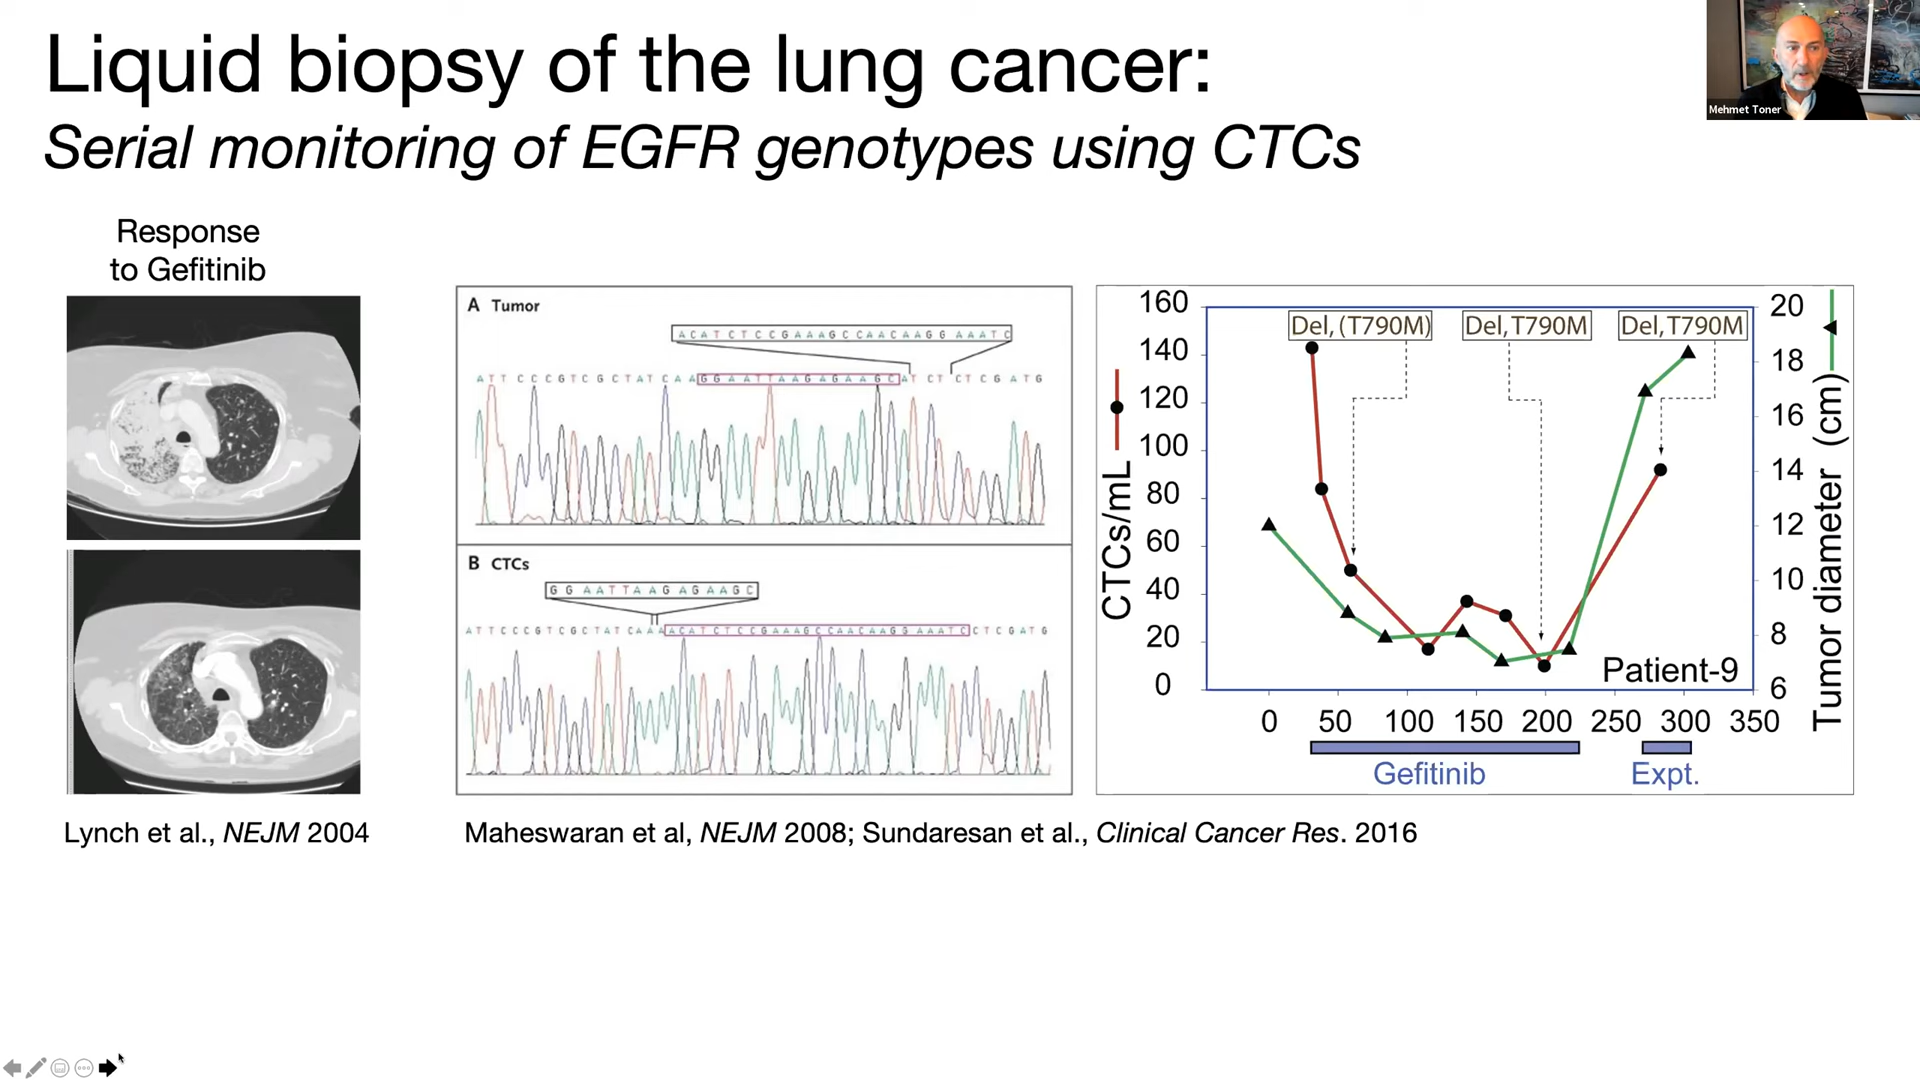 Liquid biopsy of the lung cancer:
Serial monitoring of EGFR genotypes using CTCs
Mehmet Toner
Response
to Gefitinib
A Tumor
ACATCTCCGAAAGCCAACAAGGAAATC
ATTCCCGTCGCTATCAAGGAATTAAGAGAAGCATCTCTCGATG
B CTCs
GGAATTAAGAGAAGC
ATTCCCGTCGCTATCAAAACATCTCCGAAAGCCAACAAGGAAATCCTCGATG
CTCs/mL
160
140
120
100
80
60
40
20
0
Del, (T790M)
Del, T790M
Del, T790M
Patient-9
20
18
16
14
12
10
8
6
Tumor diameter (cm)
0 50 100 150 200 250 300 350
Gefitinib
Expt.
Lynch et al., NEJM 2004
Maheswaran et al, NEJM 2008; Sundaresan et al., Clinical Cancer Res. 2016